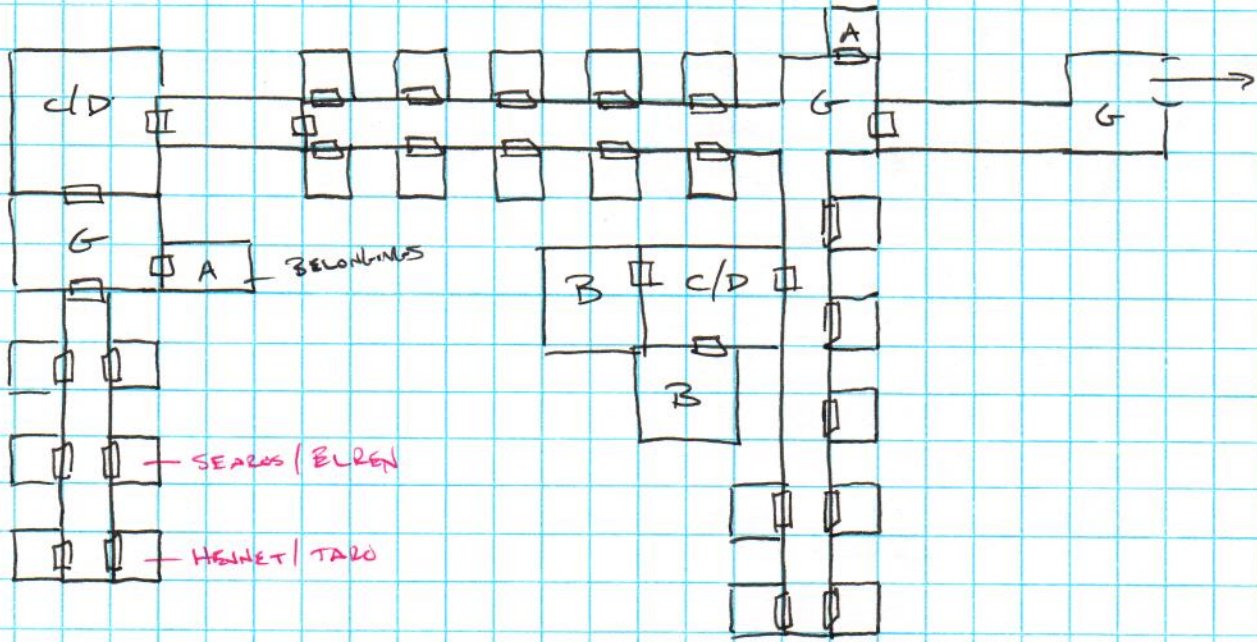 A
C/D
G
G
G
A
BELONGINGS
B
C/D
B
SEAROS / ELREN
HENNET / TARO